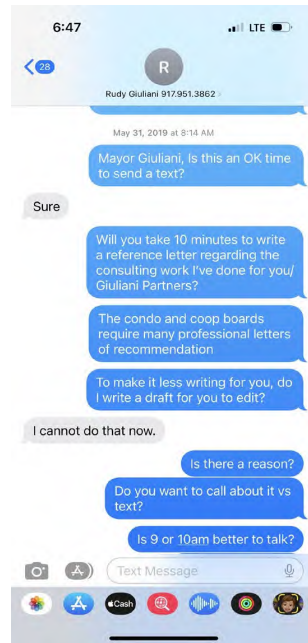 6:47
LTE
28
R
Rudy Giuliani 917.951.3862
May 31, 2019 at 8:14 AM
Mayor Giuliani, Is this an OK time
to send a text?
Sure
Will you take 10 minutes to write
a reference letter regarding the
consulting work I've done for you/
Giuliani Partners?
The condo and coop boards
require many professional letters
of recommendation
To make it less writing for you, do
I write a draft for you to edit?
I cannot do that now.
Is there a reason?
Do you want to call about it vs
text?
Is 9 or 10am better to talk?
Text Message
Cash